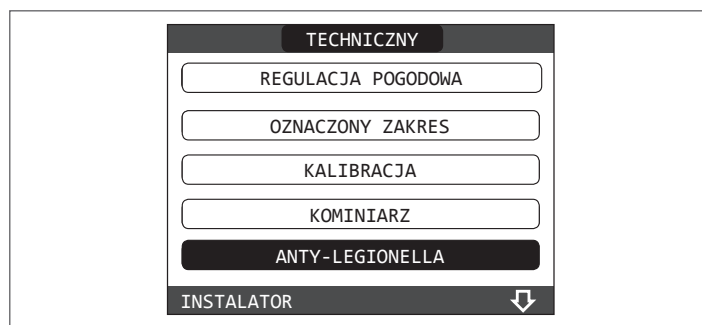 TECHNICZNY
REGULACJA POGODOWA
OZNACZONY ZAKRES
KALIBRACJA
KOMINIARZ
ANTY-LEGIONELLA
INSTALATOR